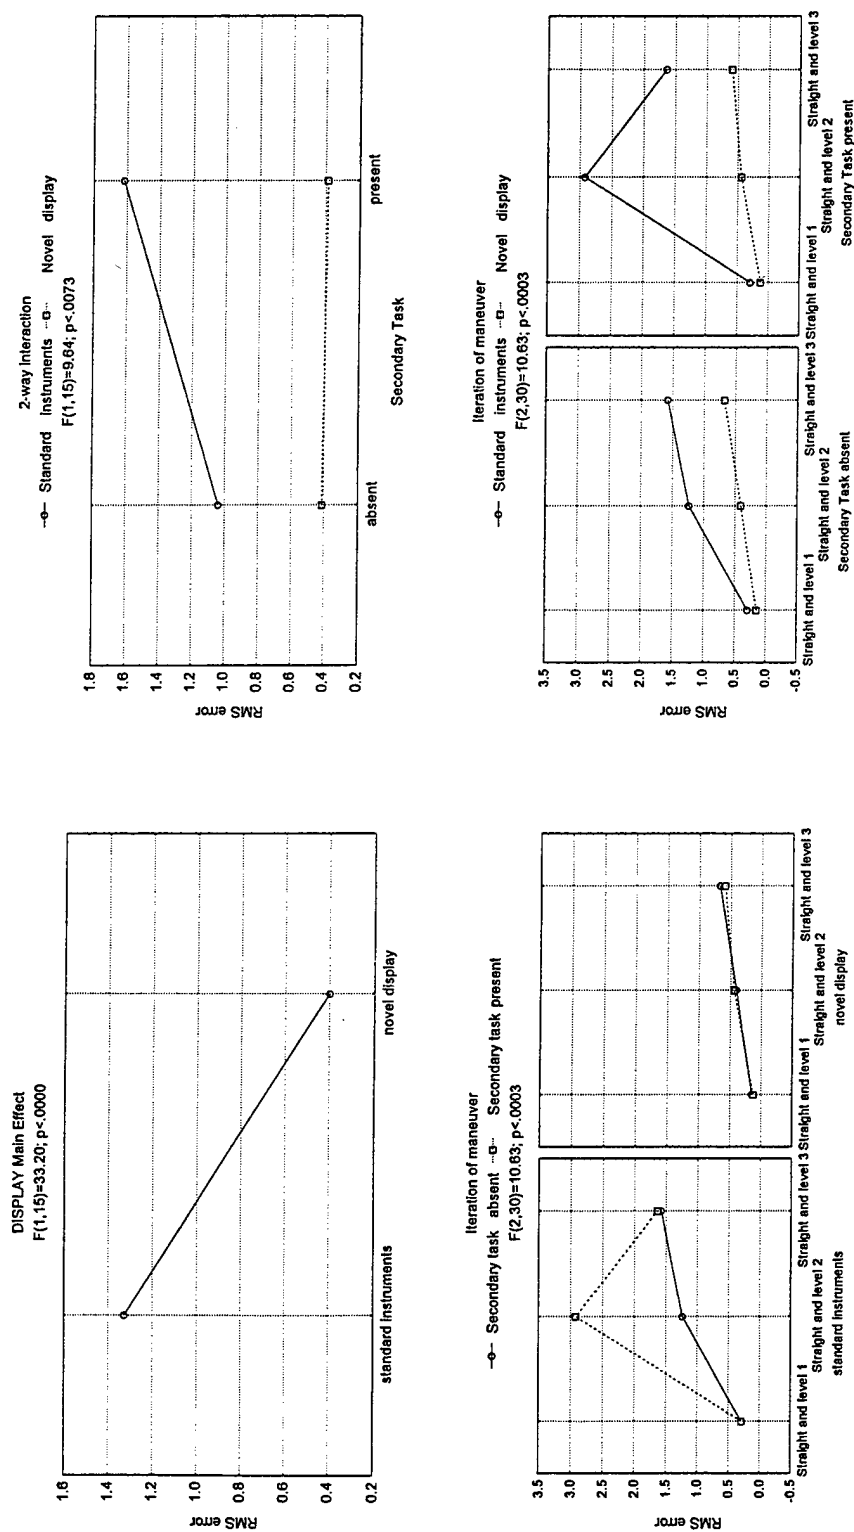 DISPLAY Main Effect
F(1,15)=33.20; p<.0000
RMS error
1.6
1.4
1.2
1.0
0.8
0.6
0.4
0.2
standard Instruments
novel display
2-way Interaction
Standard Instruments Novel display
F(1,15)=9.64; p<.0073
RMS error
1.8
1.6
1.4
1.2
1.0
0.8
0.6
0.4
0.2
absent
present
Secondary Task
Iteration of maneuver
Secondary task absent Secondary task present
F(2,30)=10.63; p<.0003
RMS error
3.5
3.0
2.5
2.0
1.5
1.0
0.5
0.0
-0.5
Straight and level 1
Straight and level 2
Straight and level 3
standard Instruments
Straight and level 1
Straight and level 2
Straight and level 3
novel display
Iteration of maneuver
Standard instruments Novel display
F(2,30)=10.63; p<.0003
RMS error
3.5
3.0
2.5
2.0
1.5
1.0
0.5
0.0
-0.5
Straight and level 1
Straight and level 2
Straight and level 3
Secondary Task absent
Straight and level 1
Straight and level 2
Straight and level 3
Secondary Task present